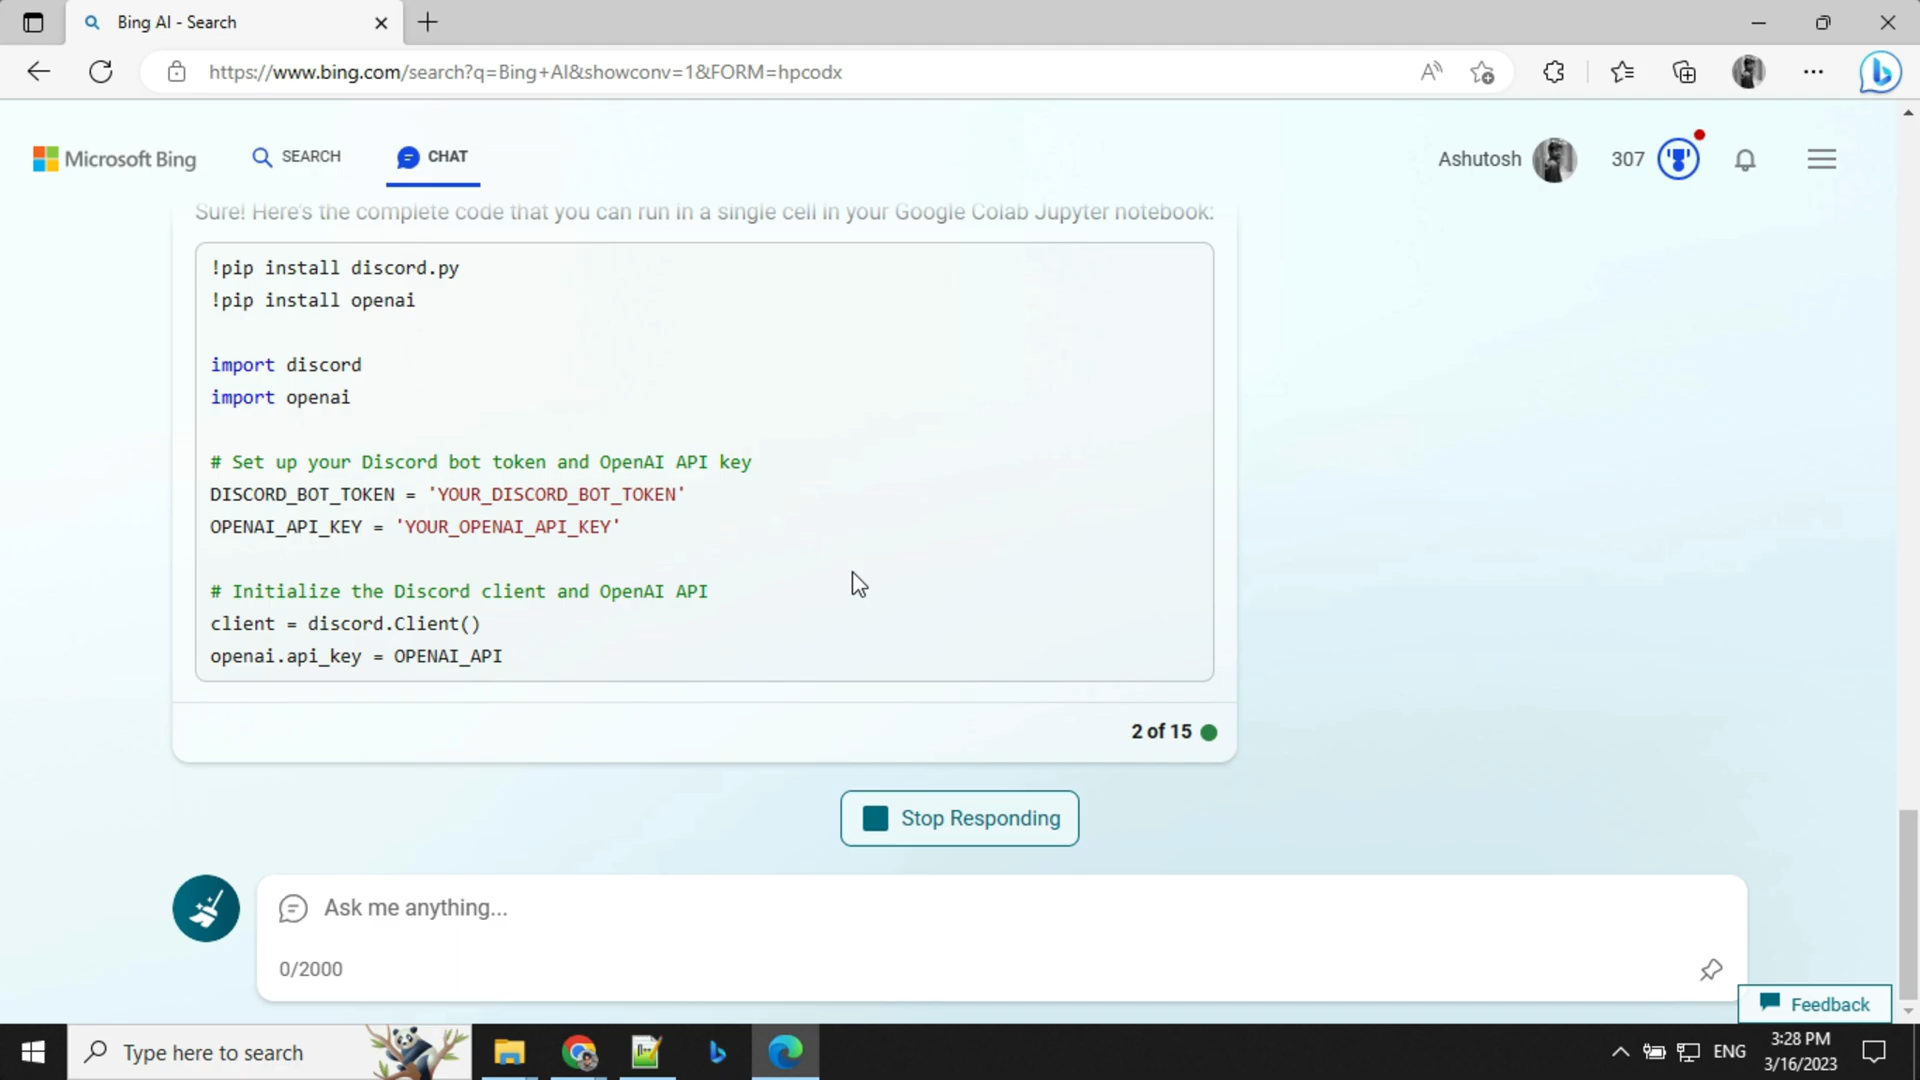 Bing AI - Search
https://www.bing.com/search?q=Bing+AI&showconv=1&FORM=hpcodx
Microsoft Bing
SEARCH
CHAT
Ashutosh
307
Sure! Here's the complete code that you can run in a single cell in your Google Colab Jupyter notebook:
!pip install discord.py
!pip install openai
import discord
import openai
# Set up your Discord bot token and OpenAI API key
DISCORD_BOT_TOKEN = 'YOUR_DISCORD_BOT_TOKEN'
OPENAI_API_KEY = 'YOUR_OPENAI_API_KEY'
# Initialize the Discord client and OpenAI API
client = discord.Client()
openai.api_key = OPENAI_API
2 of 15
Stop Responding
Ask me anything...
0/2000
Feedback
Type here to search
ENG
3:28 PM
3/16/2023